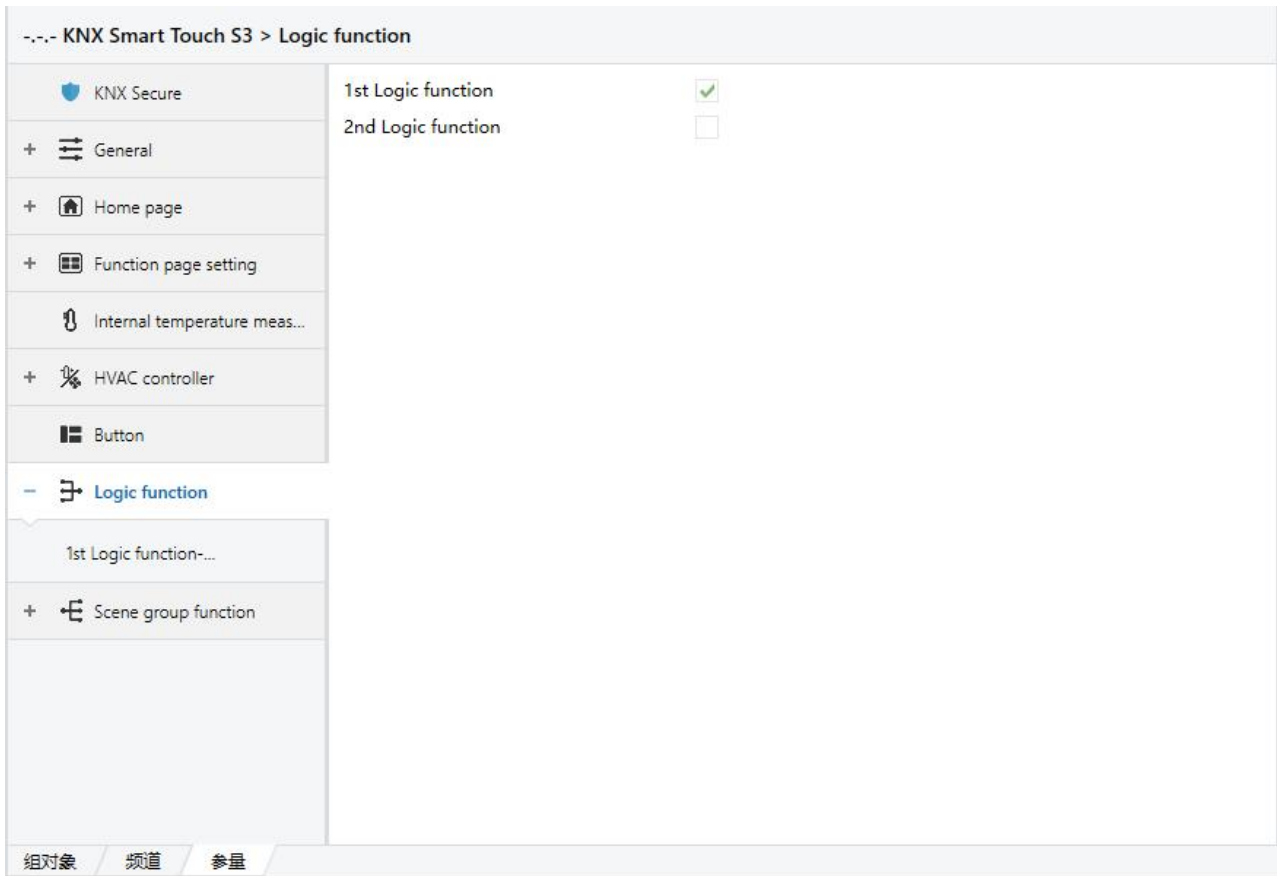 -.-.- KNX Smart Touch S3 > Logic function
KNX Secure
+ General
+ Home page
+ Function page setting
Internal temperature meas...
+ HVAC controller
Button
− Logic function
1st Logic function-...
+ Scene group function
1st Logic function
2nd Logic function
组对象 频道 参量